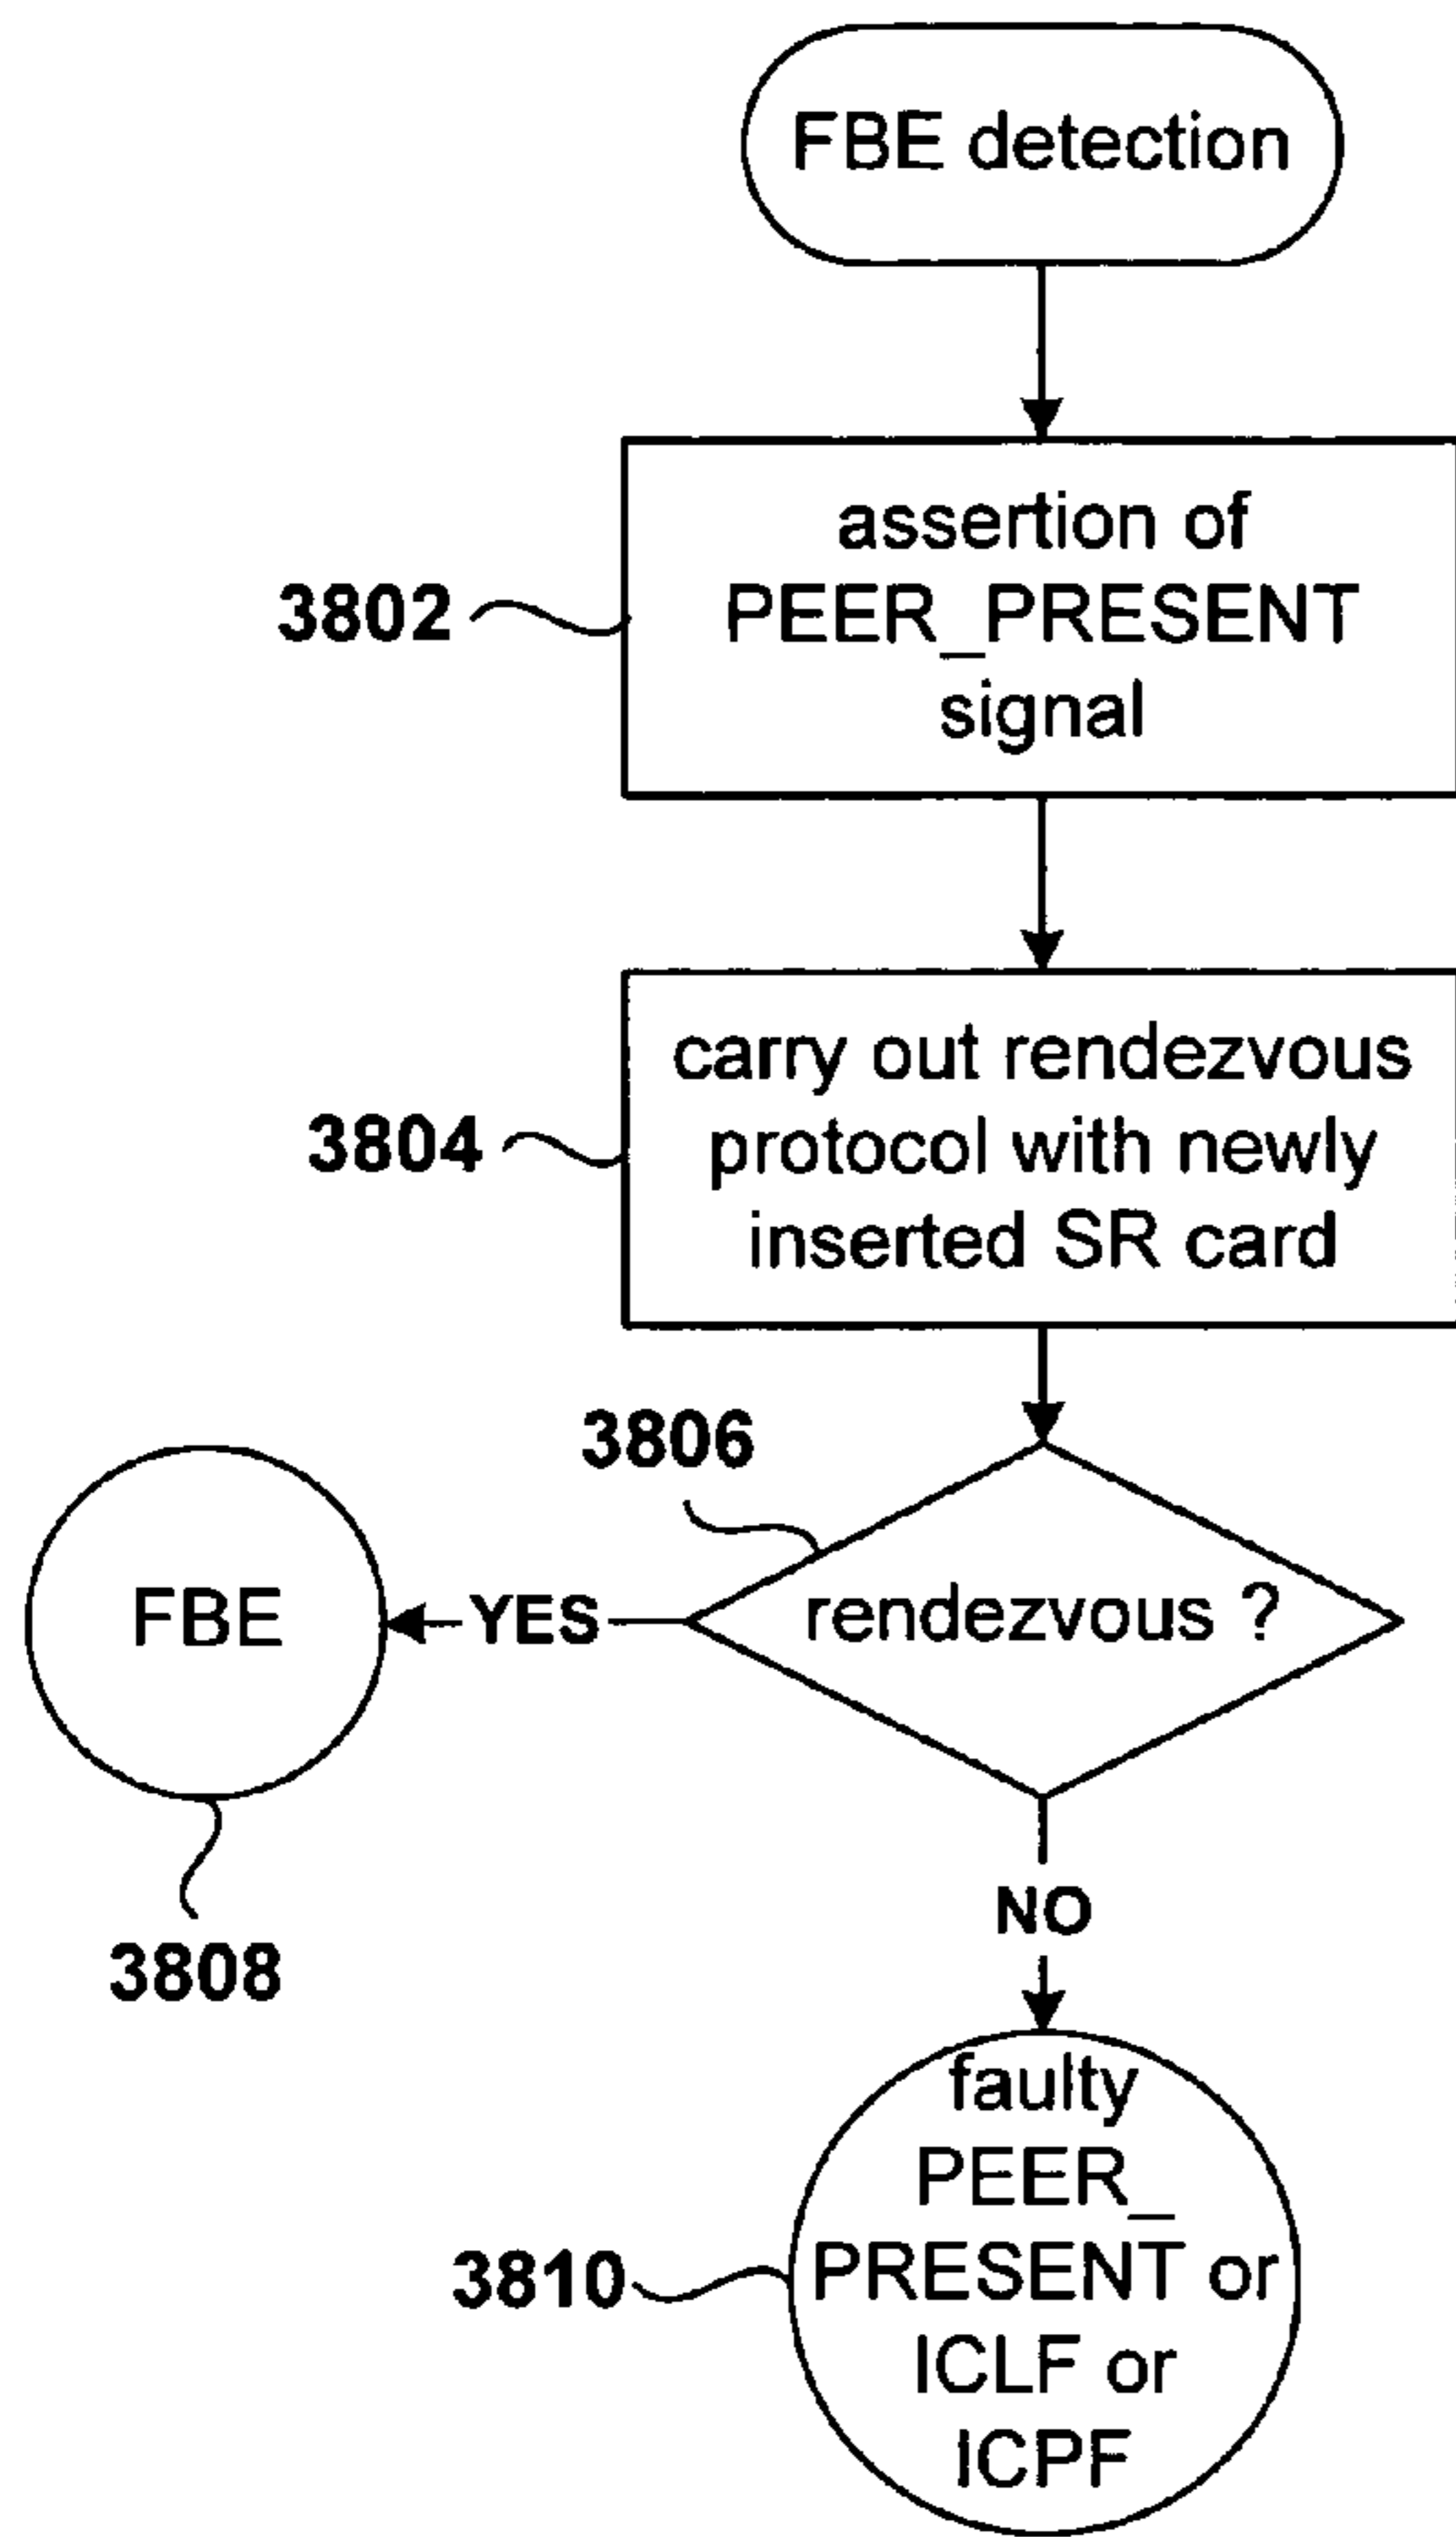 FBE detection
assertion of
PEER_PRESENT
signal
3802
carry out rendezvous
protocol with newly
inserted SR card
3804
3806
rendezvous ?
YES
FBE
3808
NO
faulty
PEER_
PRESENT or
ICLF or
ICPF
3810